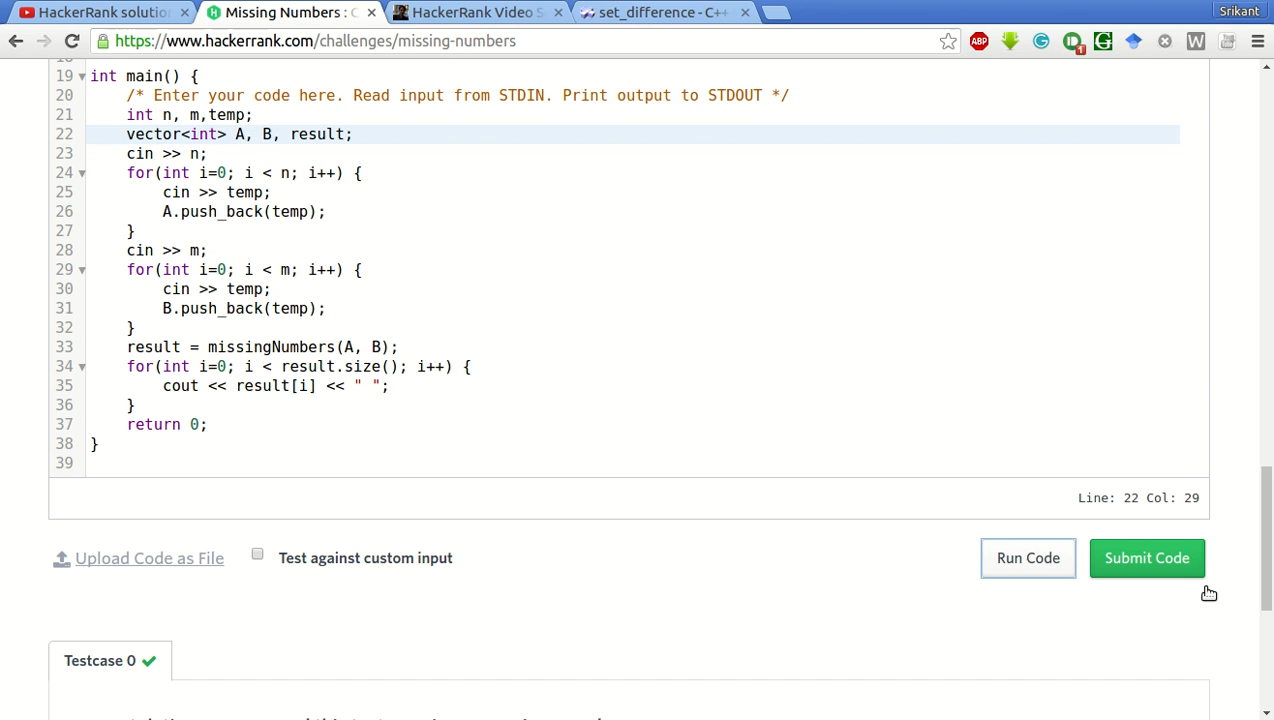 HackerRank solution
Missing Numbers : C
HackerRank Video S
set_difference - C++
Srikant
https://www.hackerrank.com/challenges/missing-numbers
ABP
G
G
1
W
18
19 int main() {
20 /* Enter your code here. Read input from STDIN. Print output to STDOUT */
21 int n, m,temp;
22 vector<int> A, B, result;
23 cin >> n;
24 for(int i=0; i < n; i++) {
25 cin >> temp;
26 A.push_back(temp);
27 }
28 cin >> m;
29 for(int i=0; i < m; i++) {
30 cin >> temp;
31 B.push_back(temp);
32 }
33 result = missingNumbers(A, B);
34 for(int i=0; i < result.size(); i++) {
35 cout << result[i] << " ";
36 }
37 return 0;
38 }
39
Line: 22 Col: 29
Upload Code as File
Test against custom input
Run Code
Submit Code
Testcase 0